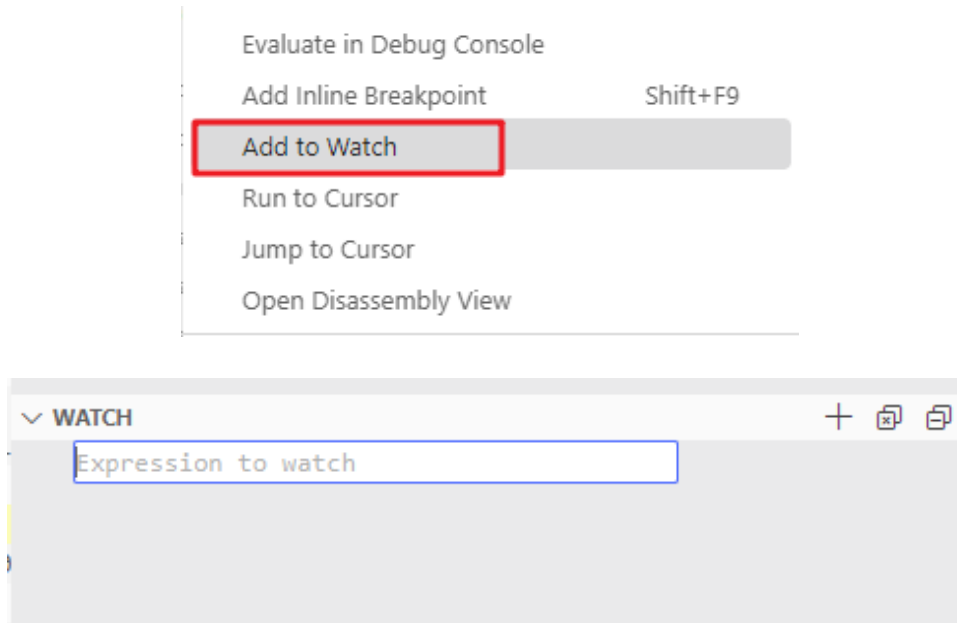 Evaluate in Debug Console
Add Inline Breakpoint Shift+F9
Add to Watch
Run to Cursor
Jump to Cursor
Open Disassembly View
WATCH
Expression to watch